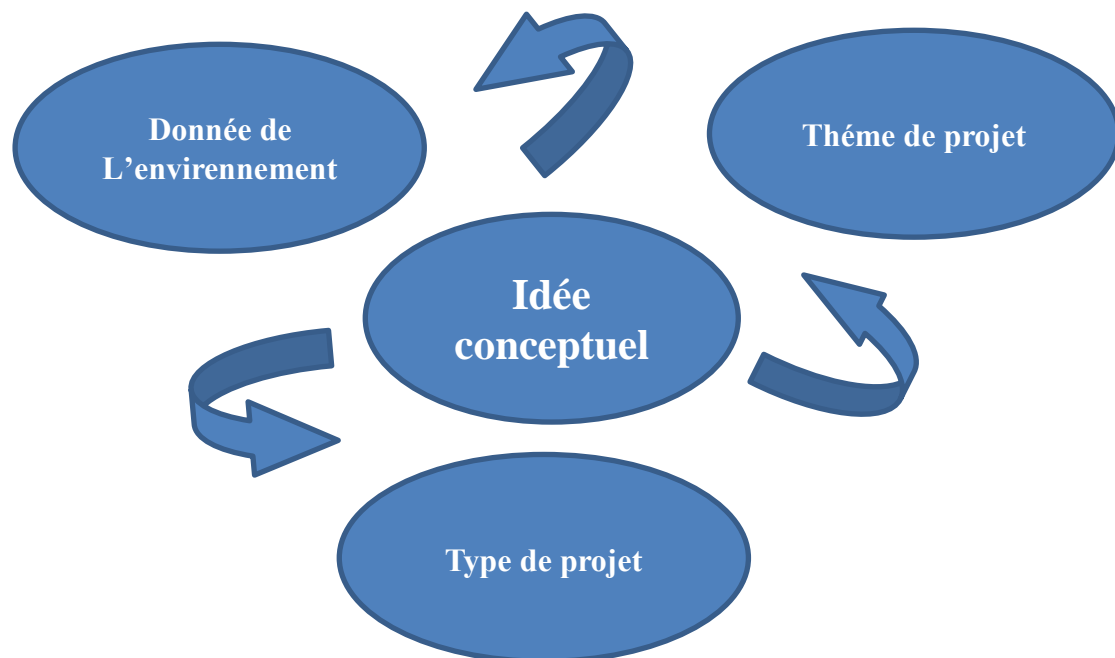 Donnée de
L’envirennement
Théme de projet
Idée
conceptuel
Type de projet